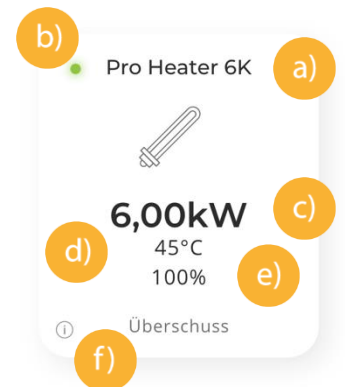 b)
Pro Heater 6K a)
6,00kW c)
d) 45°C
100% e)
ⓘ Überschuss
f)